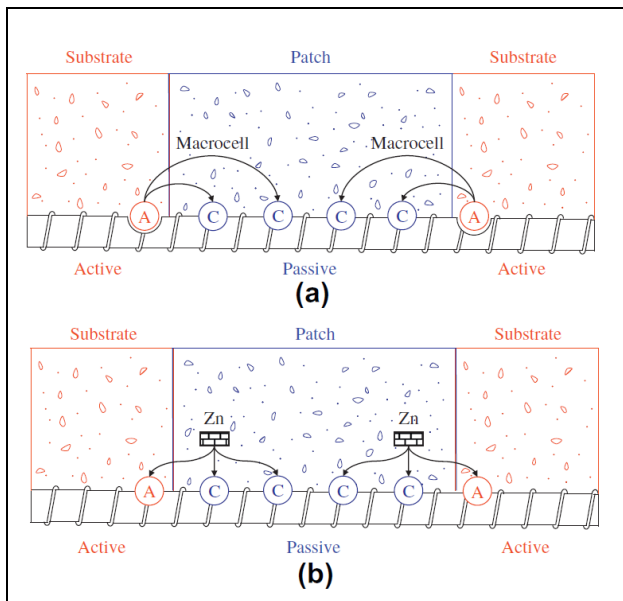 Substrate Patch Substrate
Macrocell Macrocell
A C C C C A
Active Passive Active
(a)
Substrate Patch Substrate
Zn Zn
A C C C C A
Active Passive Active
(b)